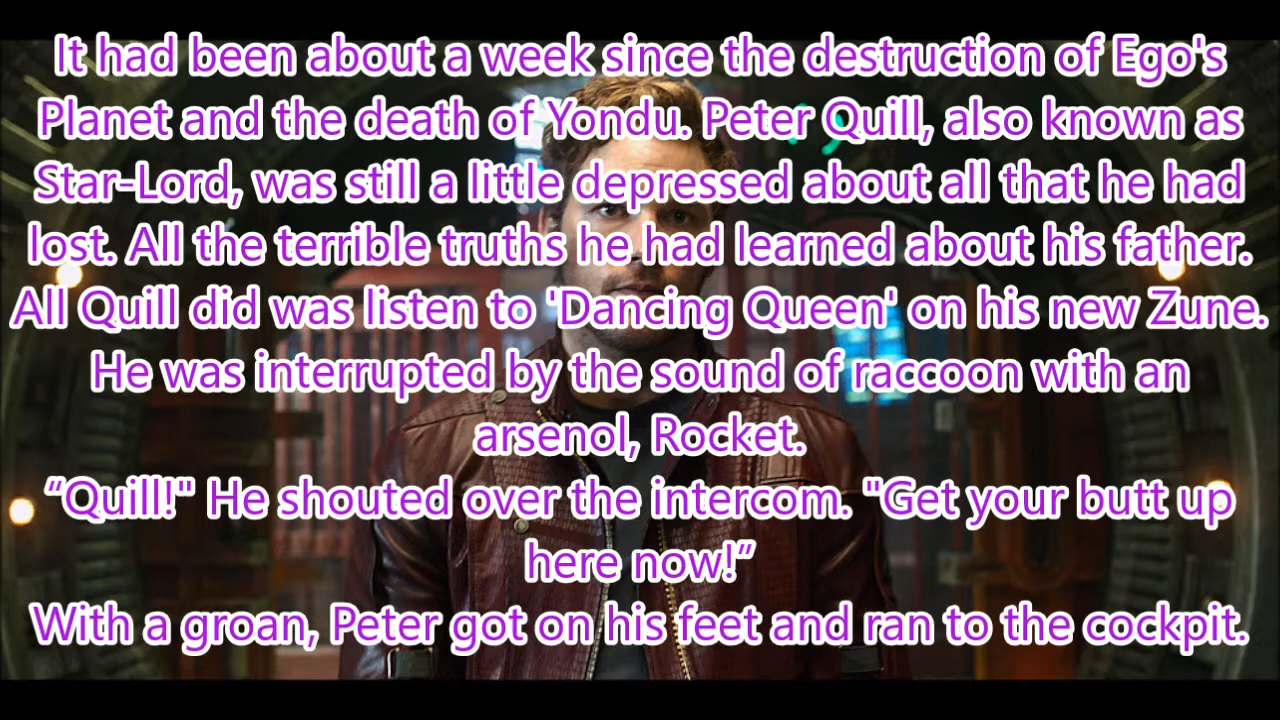 It had been about a week since the destruction of Ego's
Planet and the death of Yondu. Peter Quill, also known as
Star-Lord, was still a little depressed about all that he had
lost. All the terrible truths he had learned about his father.
All Quill did was listen to 'Dancing Queen' on his new Zune.
He was interrupted by the sound of raccoon with an
arsenol, Rocket.
“Quill!" He shouted over the intercom. "Get your butt up
here now!”
With a groan, Peter got on his feet and ran to the cockpit.